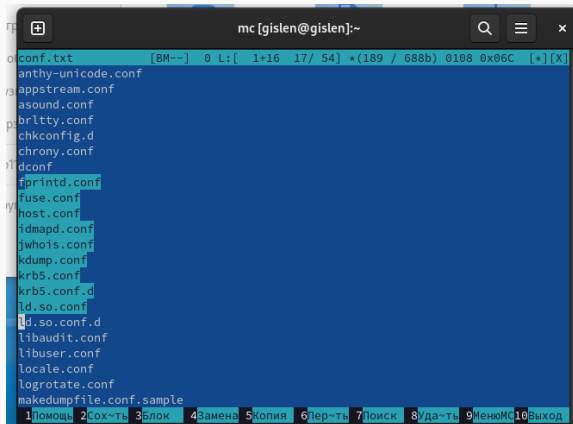 mc [gislen@gislen]:~
conf.txt [BM--] 0 L:[ 1+16 17/ 54] *(189 / 688b) 0108 0x06C [*][X]
anthy-unicode.conf
appstream.conf
asound.conf
brltty.conf
chkconfig.d
chrony.conf
dconf
fprintd.conf
fuse.conf
host.conf
idmapd.conf
jwhois.conf
kdump.conf
krb5.conf
krb5.conf.d
ld.so.conf
ld.so.conf.d
libaudit.conf
libuser.conf
locale.conf
logrotate.conf
makedumpfile.conf.sample
1Помощь 2Сох~ть 3Блок 4Замена 5Копия 6Пер~ть 7Поиск 8Уда~ть 9МенюМС10Выход